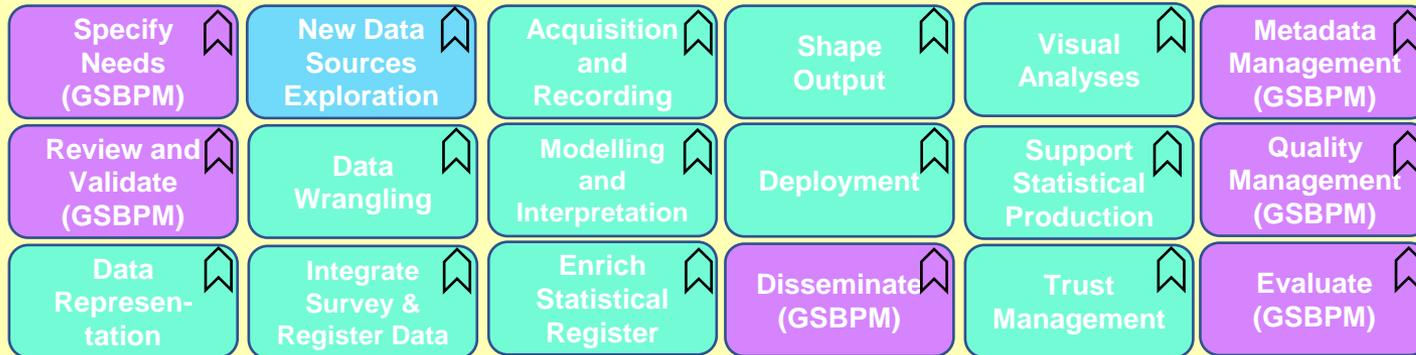 Specify
Needs
(GSBPM)
New Data
Sources
Exploration
Acquisition
and
Recording
Shape
Output
Visual
Analyses
Metadata
Management
(GSBPM)
Review and
Validate
(GSBPM)
Data
Wrangling
Modelling
and
Interpretation
Deployment
Support
Statistical
Production
Quality
Management
(GSBPM)
Data
Represen-
tation
Integrate
Survey &
Register Data
Enrich
Statistical
Register
Disseminate
(GSBPM)
Trust
Management
Evaluate
(GSBPM)